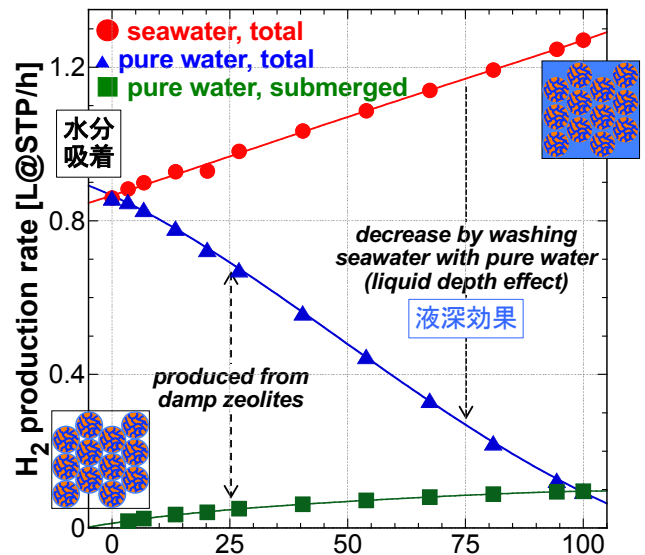 seawater, total
pure water, total
pure water, submerged
H2 production rate [L@STP/h]
1.2
0.8
0.4
0
水分
吸着
decrease by washing
seawater with pure water
(liquid depth effect)
液深効果
produced from
damp zeolites
0
25
50
75
100